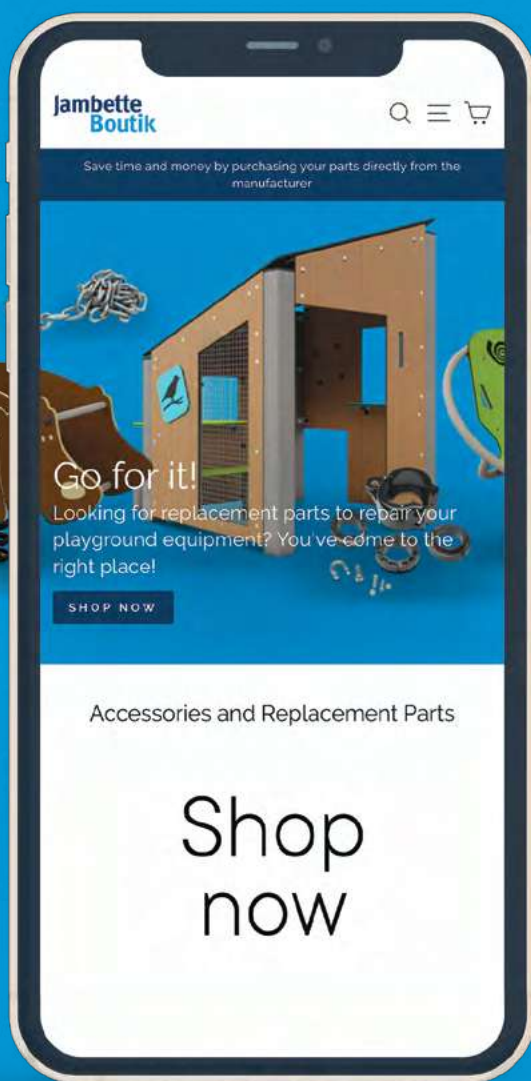 Jambette
Boutik
Save time and money by purchasing your parts directly from the
manufacturer
Go for it!
Looking for replacement parts to repair your
playground equipment? You've come to the
right place!
SHOP NOW
Accessories and Replacement Parts
Shop
now